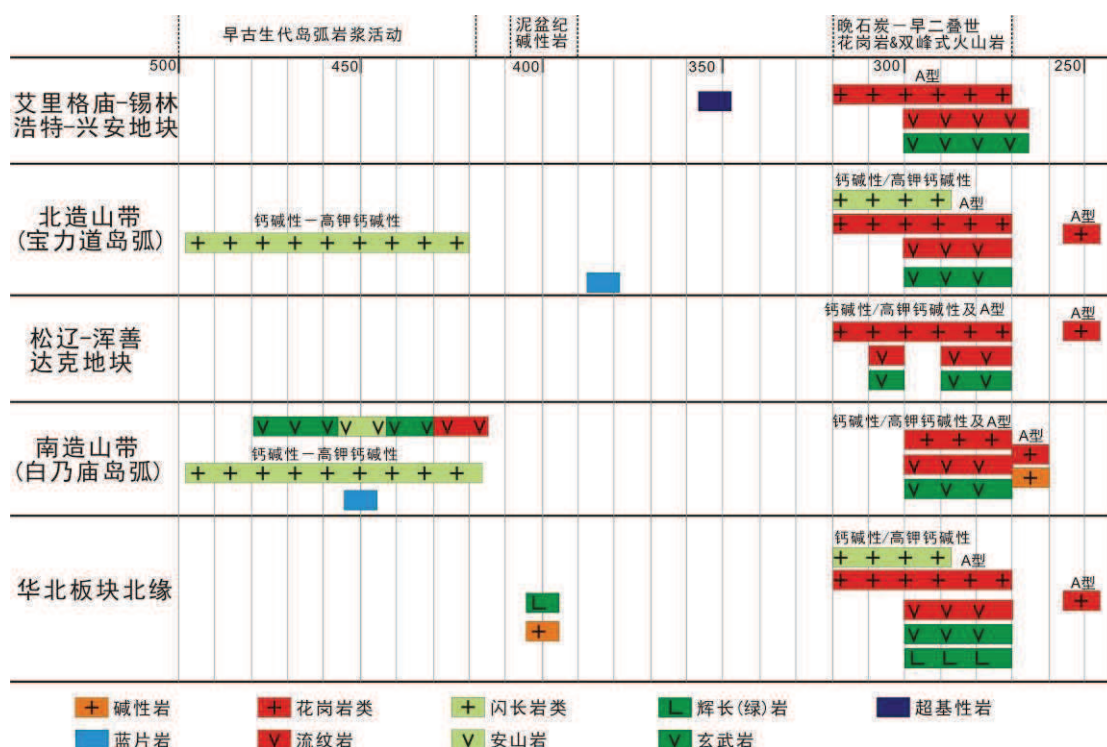 早古生代岛弧岩浆活动
泥盆纪
碱性岩
晚石炭－早二叠世
花岗岩&双峰式火山岩
500 450 400 350 300 250
艾里格庙-锡林
浩特-兴安地块
A型
北造山带
(宝力道岛弧)
钙碱性－高钾钙碱性
钙碱性/高钾钙碱性
A型
A型
松辽-浑善
达克地块
钙碱性/高钾钙碱性及A型
A型
南造山带
(白乃庙岛弧)
钙碱性－高钾钙碱性
钙碱性/高钾钙碱性及A型
A型
华北板块北缘
钙碱性/高钾钙碱性
A型
A型
碱性岩 花岗岩类 闪长岩类 辉长(绿)岩 超基性岩
蓝片岩 流纹岩 安山岩 玄武岩